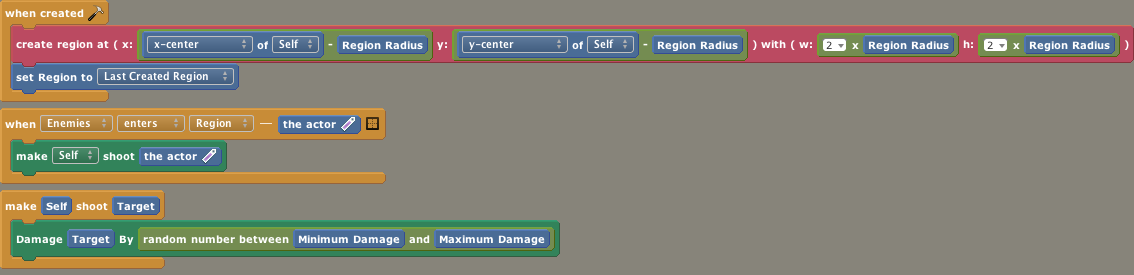 when created
create region at ( x: x-center of Self - Region Radius y: y-center of Self - Region Radius ) with ( w: 2 x Region Radius h: 2 x Region Radius )
set Region to Last Created Region
when Enemies enters Region — the actor
make Self shoot the actor
make Self shoot Target
Damage Target By random number between Minimum Damage and Maximum Damage